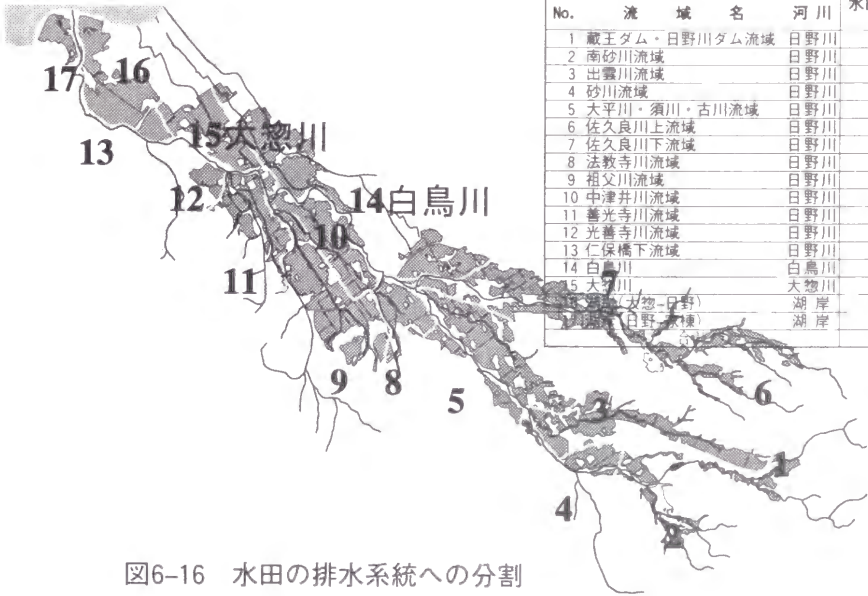 No. 流域名 河川 水田
1 蔵王ダム・日野川ダム流域 日野川
2 南砂川流域 日野川
3 出雲川流域 日野川
4 砂川流域 日野川
5 大平川・須川・古川流域 日野川
6 佐久良川上流域 日野川
7 佐久良川下流域 日野川
8 法教寺川流域 日野川
9 祖父川流域 日野川
10 中津井川流域 日野川
11 善光寺川流域 日野川
12 光善寺川流域 日野川
13 仁保橋下流域 日野川
14 白鳥川 白鳥川
15 大惣川 大惣川
(大惣-日野) 湖岸
湖岸
17
16
13
15大惣川
12
14白鳥川
10
11
7
9
8
5
6
3
1
4
2
図6-16 水田の排水系統への分割